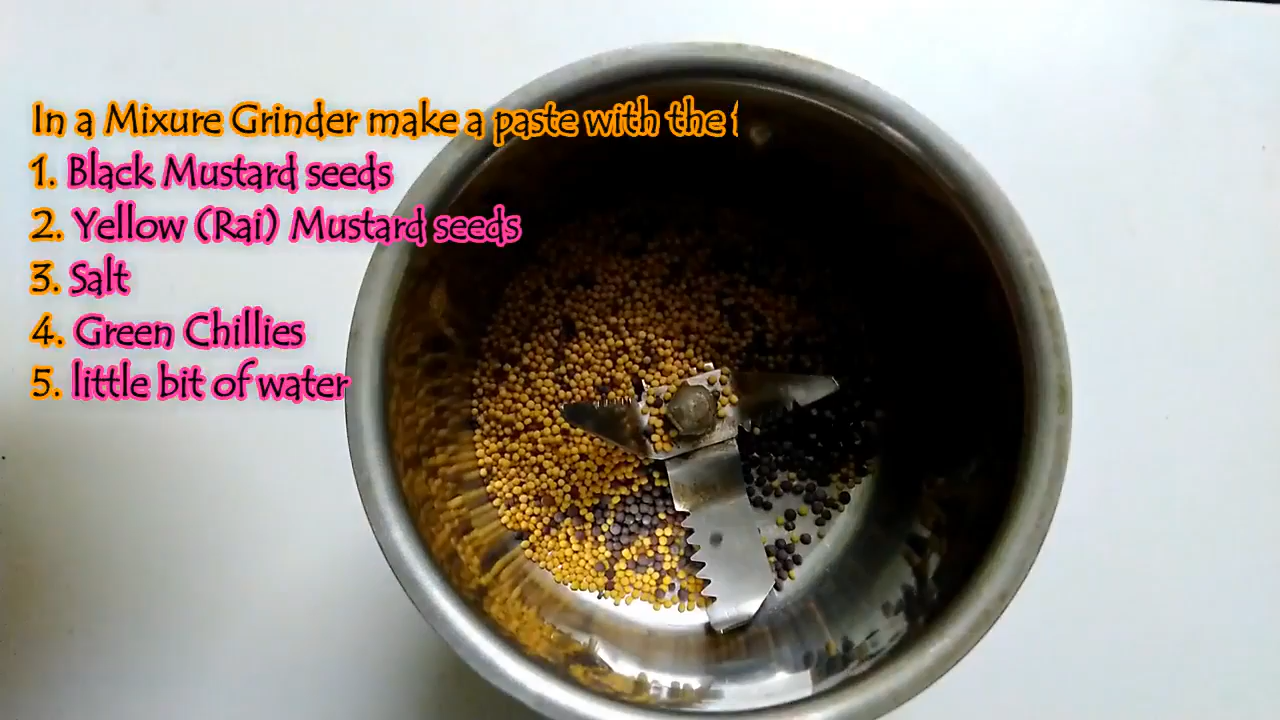 In a Mixure Grinder make a paste with the
1. Black Mustard seeds
2. Yellow (Rai) Mustard seeds
3. Salt
4. Green Chillies
5. little bit of water